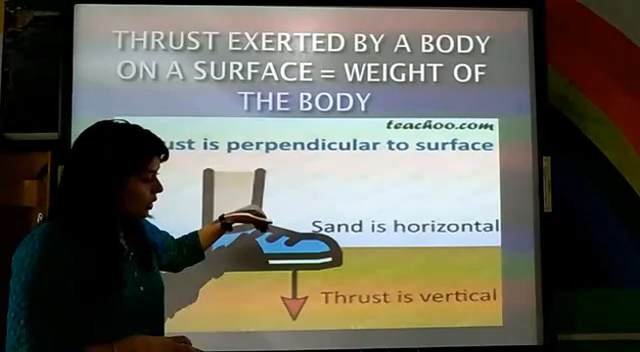 THRUST EXERTED BY A BODY
ON A SURFACE = WEIGHT OF
THE BODY
teachoo.com
is perpendicular to surface
Sand is horizontal
Thrust is vertical